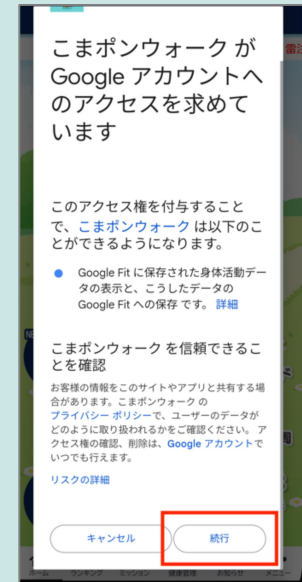 こまポンウォーク が
Google アカウントへ
のアクセスを求めて
います
このアクセス権を付与すること
で、こまポンウォーク は以下のこ
とができるようになります。
Google Fit に保存された身体活動デー
タの表示と、こうしたデータの
Google Fit への保存 です。 詳細
こまポンウォーク を信頼できるこ
とを確認
お客様の情報をこのサイトやアプリと共有する場
合があります。こまポンウォーク の
プライバシー ポリシーで、ユーザーのデータが
どのように取り扱われるかをご確認ください。 ア
クセス権の確認、削除は、Google アカウントで
いつでも行えます。
リスクの詳細
キャンセル 続行
ホーム ランキング ミッション 健康管理 お知らせ メニュー